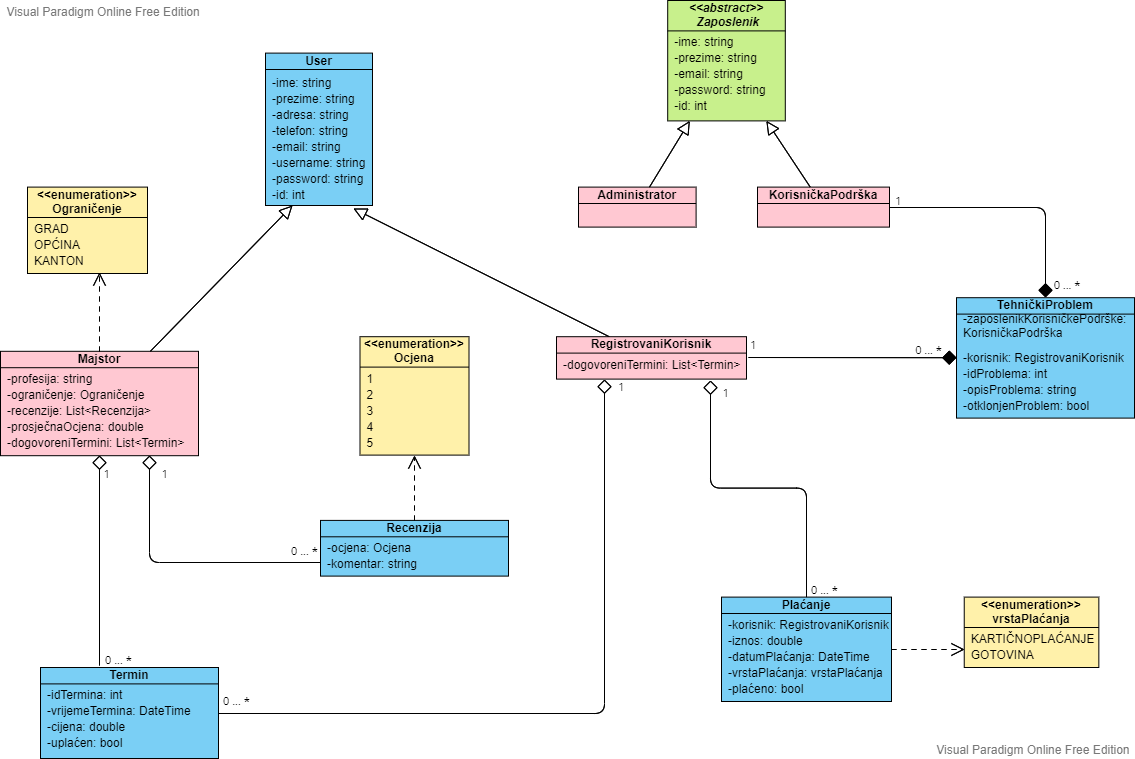 Visual Paradigm Online Free Edition
<<abstract>>
Zaposlenik
-ime: string
-prezime: string
-email: string
-password: string
-id: int
User
-ime: string
-prezime: string
-adresa: string
-telefon: string
-email: string
-username: string
-password: string
-id: int
<<enumeration>>
Ograničenje
GRAD
OPĆINA
KANTON
Administrator
KorisničkaPodrška
1
0 ... *
TehničkiProblem
-zaposlenikKorisničkePodrške:
KorisničkaPodrška
-korisnik: RegistrovaniKorisnik
-idProblema: int
-opisProblema: string
-otklonjenProblem: bool
<<enumeration>>
Ocjena
1
2
3
4
5
RegistrovaniKorisnik
-dogovoreniTermini: List<Termin>
1
0 ... *
1
1
Majstor
-profesija: string
-ograničenje: Ograničenje
-recenzije: List<Recenzija>
-prosječnaOcjena: double
-dogovoreniTermini: List<Termin>
1
1
Recenzija
-ocjena: Ocjena
-komentar: string
0 ... *
0 ... *
Plaćanje
-korisnik: RegistrovaniKorisnik
-iznos: double
-datumPlaćanja: DateTime
-vrstaPlaćanja: vrstaPlaćanja
-plaćeno: bool
<<enumeration>>
vrstaPlaćanja
KARTIČNOPLAĆANJE
GOTOVINA
0 ... *
Termin
-idTermina: int
-vrijemeTermina: DateTime
-cijena: double
-uplaćen: bool
0 ... *
Visual Paradigm Online Free Edition